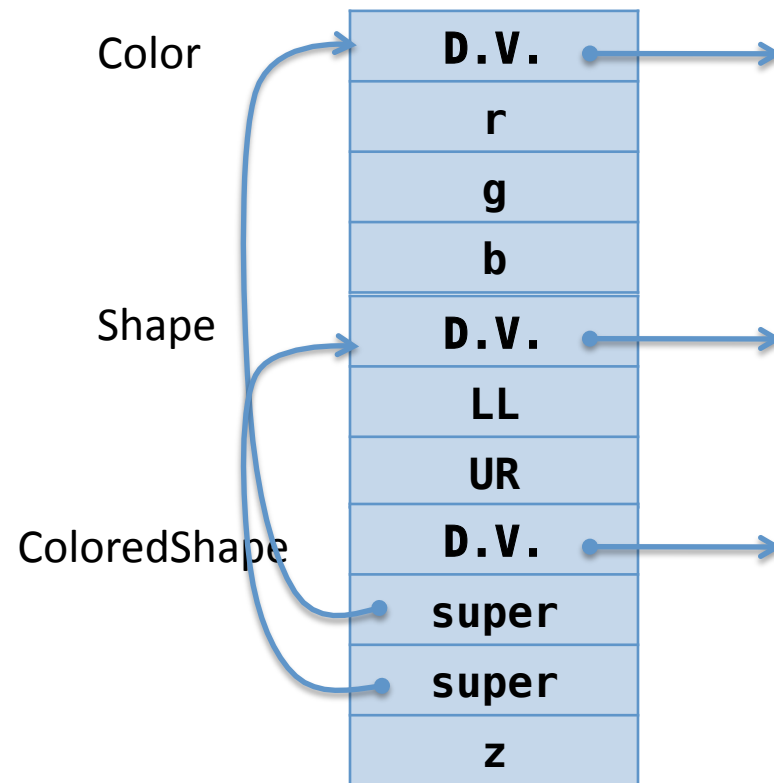 Color
D.V.
r
g
b
Shape
D.V.
LL
UR
ColoredShape
D.V.
super
super
z